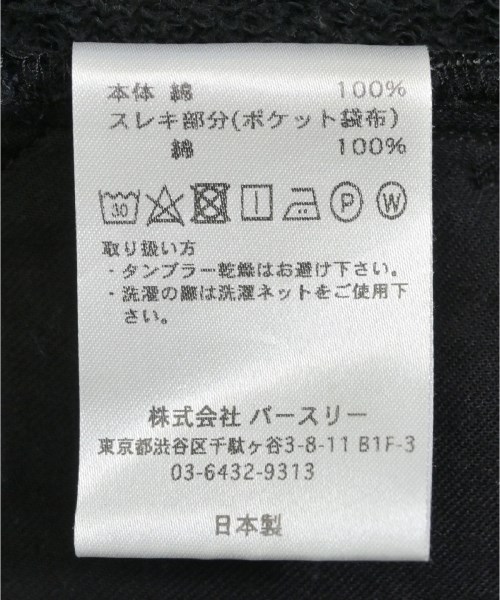 本体 綿 100%
スレキ部分(ポケット袋布)
綿 100%
30 P W
取り扱い方
・タンブラー乾燥はお避け下さい。
・洗濯の際は洗濯ネットをご使用下
さい。
株式会社 パースリー
東京都渋谷区千駄ヶ谷3-8-11 B1F-3
03-6432-9313
日本製